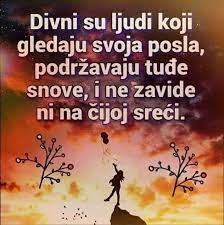 Divni su ljudi koji
gledaju svoja posla,
podržavaju tuđe
snove, i ne zavide
ni na čijoj sreći.